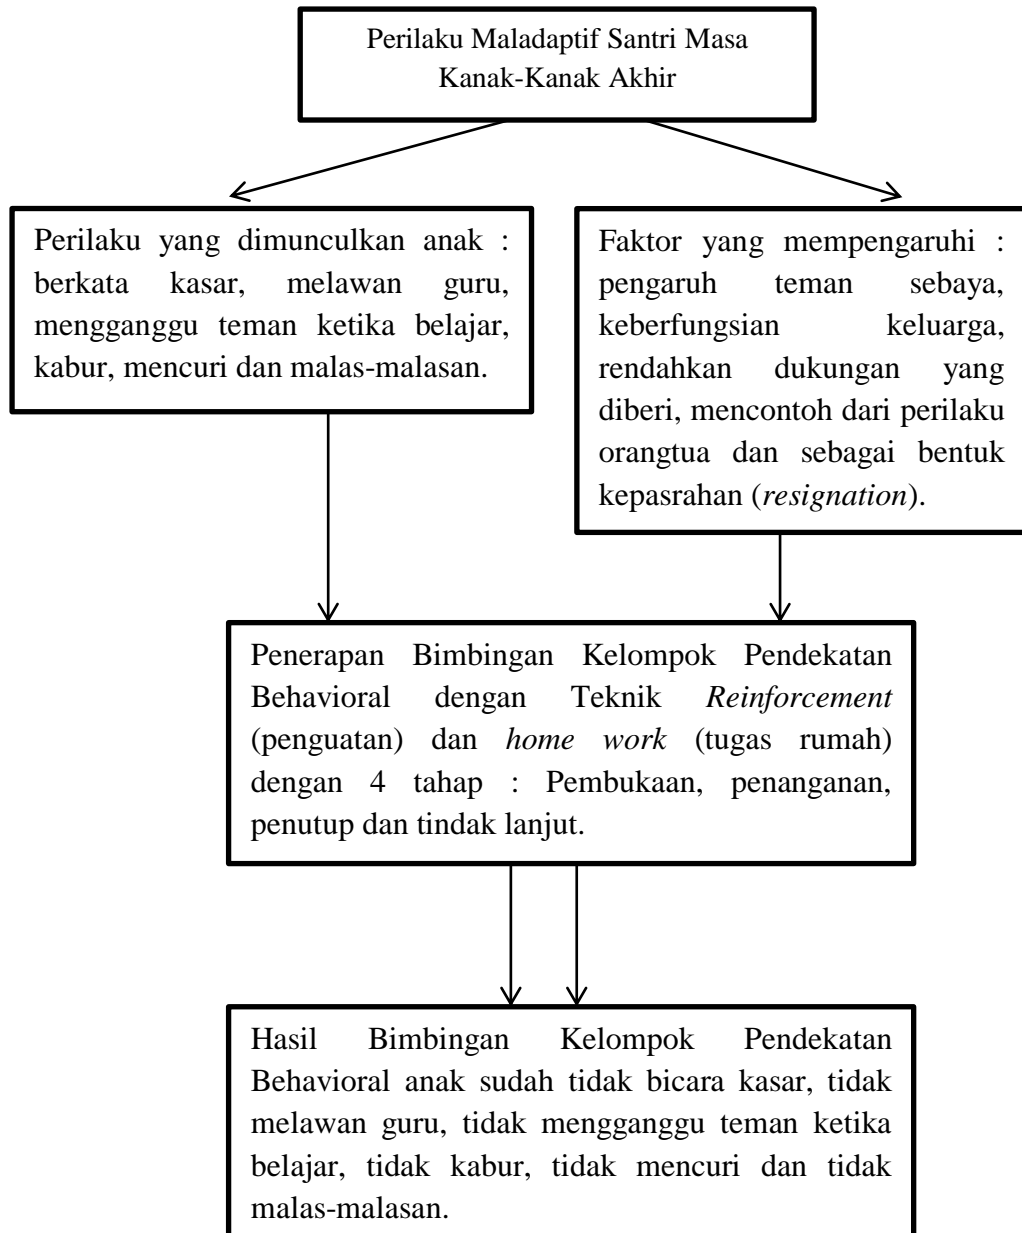 Perilaku Maladaptif Santri Masa
Kanak-Kanak Akhir
Perilaku yang dimunculkan anak :
berkata kasar, melawan guru,
mengganggu teman ketika belajar,
kabur, mencuri dan malas-malasan.
Faktor yang mempengaruhi :
pengaruh teman sebaya,
keberfungsian keluarga,
rendahkan dukungan yang
diberi, mencontoh dari perilaku
orangtua dan sebagai bentuk
kepasrahan (resignation).
Penerapan Bimbingan Kelompok Pendekatan
Behavioral dengan Teknik Reinforcement
(penguatan) dan home work (tugas rumah)
dengan 4 tahap : Pembukaan, penanganan,
penutup dan tindak lanjut.
Hasil Bimbingan Kelompok Pendekatan
Behavioral anak sudah tidak bicara kasar, tidak
melawan guru, tidak mengganggu teman ketika
belajar, tidak kabur, tidak mencuri dan tidak
malas-malasan.